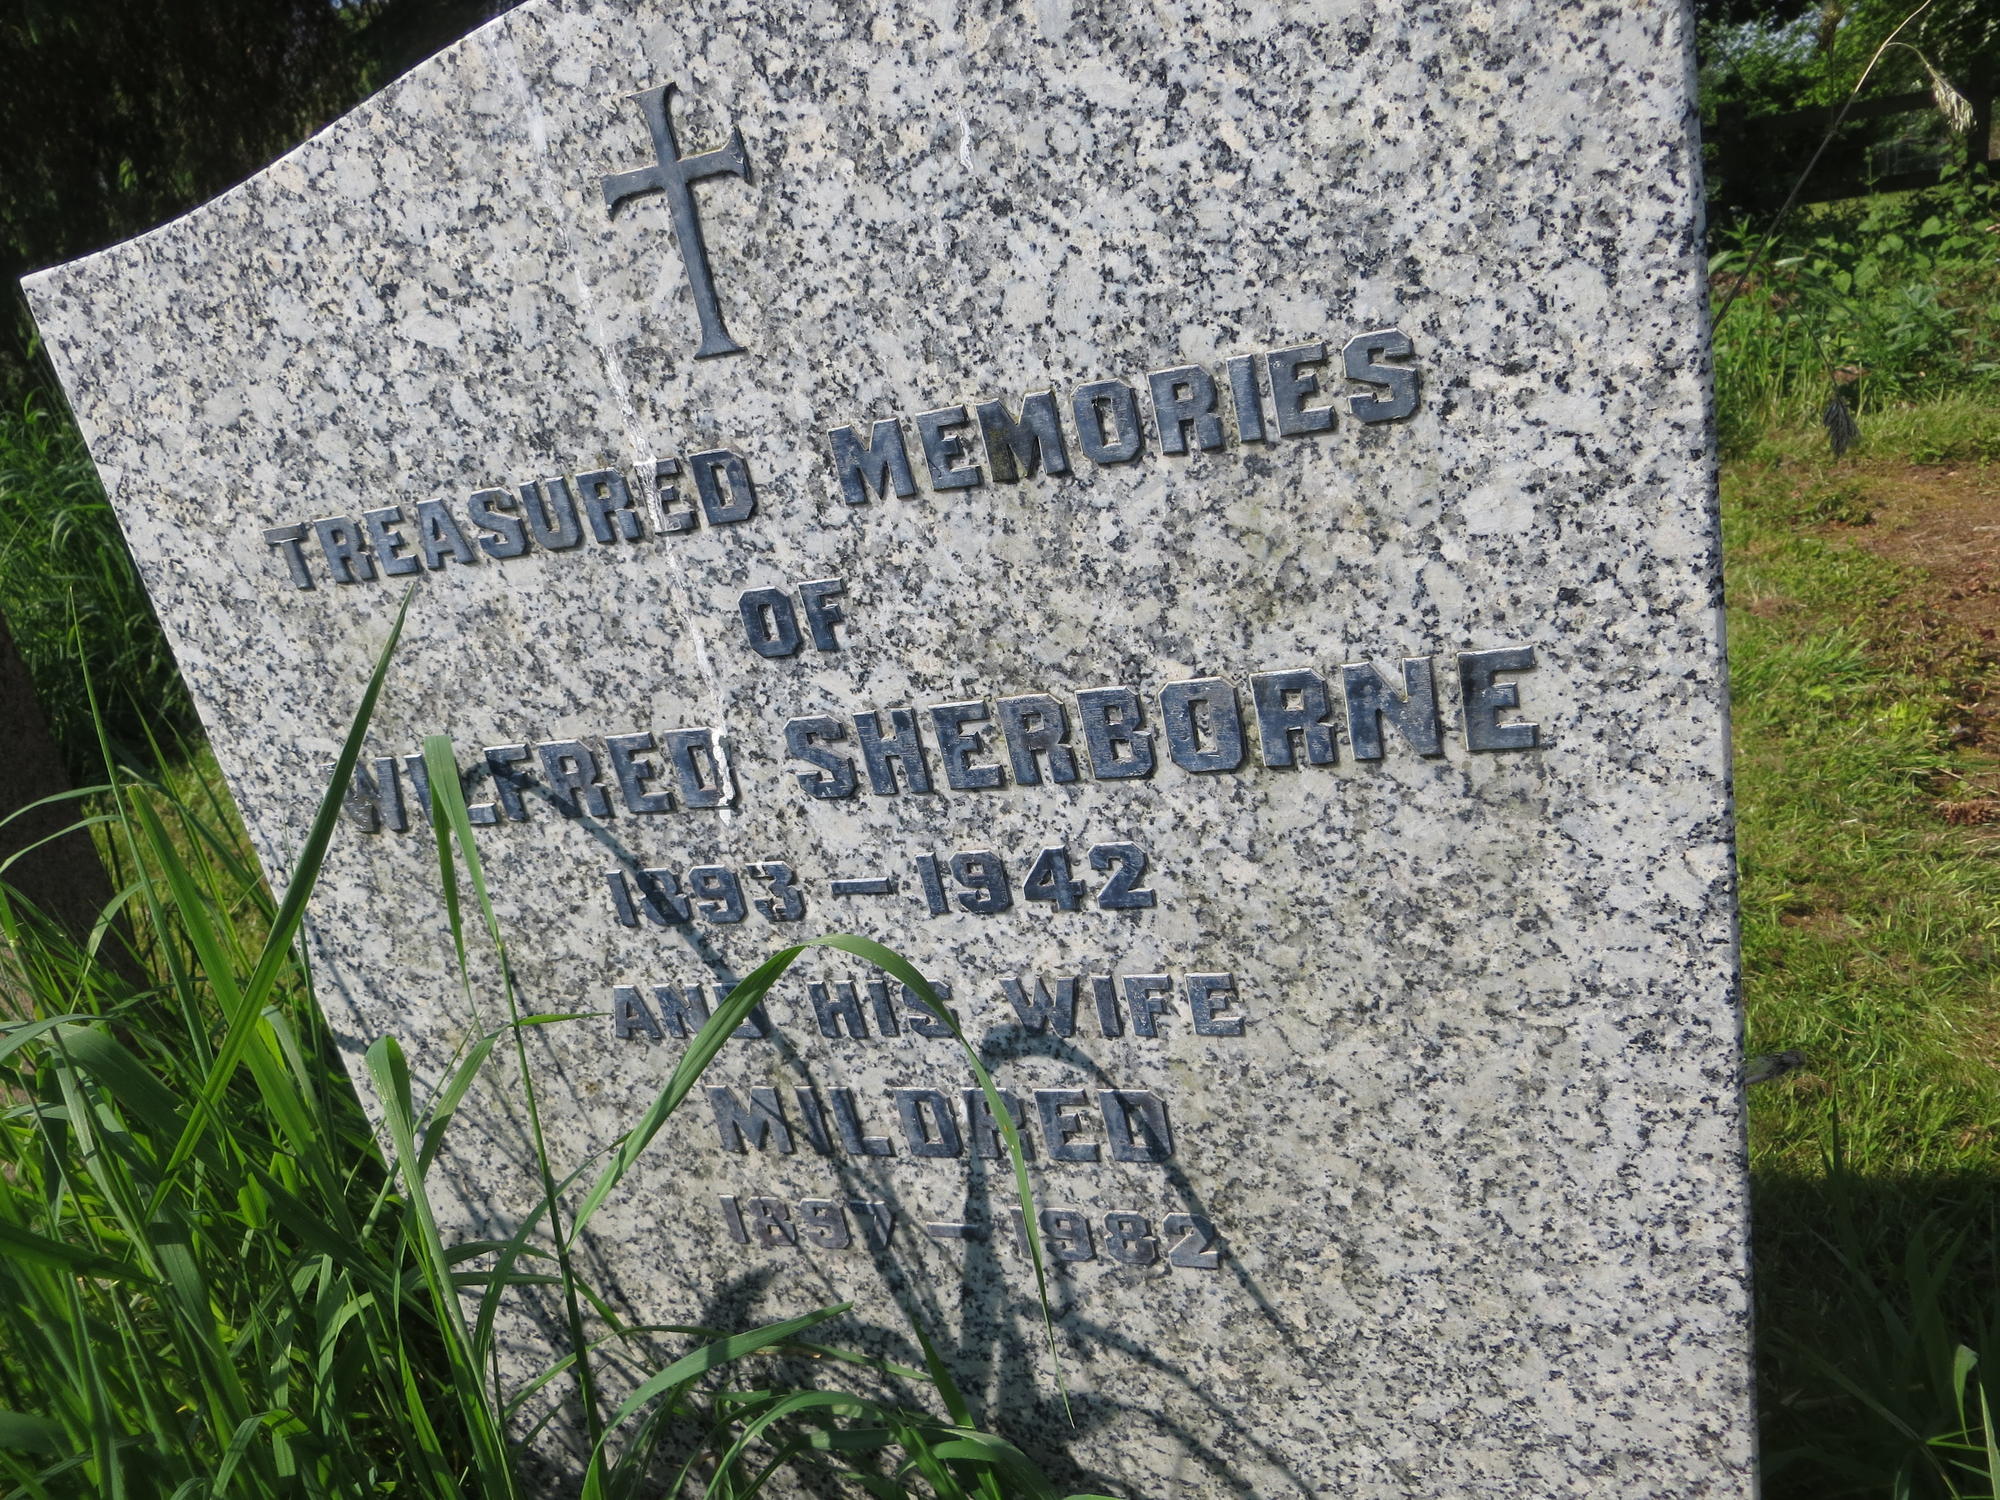 TREASURED MEMORIES
OF
WILFRED SHERBORNE
1893 — 1942
AND HIS WIFE
MILDRED
1897 — 1982